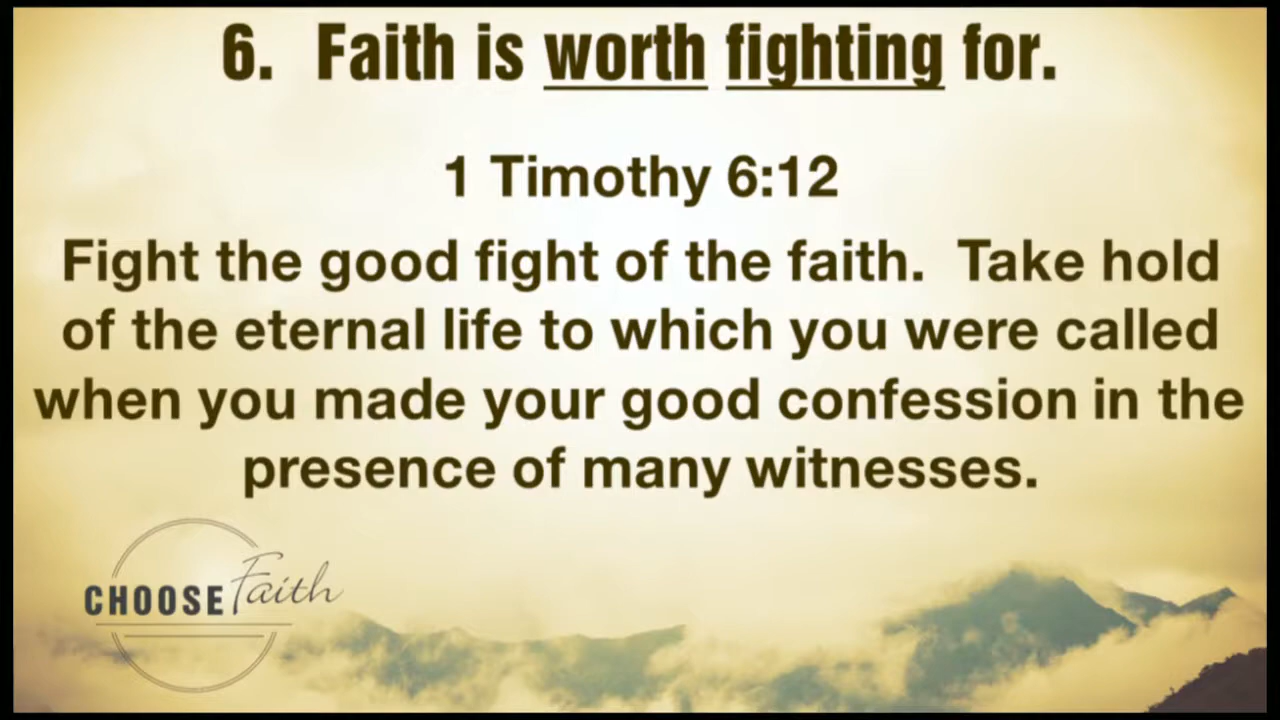 6. Faith is worth fighting for.
1 Timothy 6:12
Fight the good fight of the faith. Take hold
of the eternal life to which you were called
when you made your good confession in the
presence of many witnesses.
CHOOSE Faith